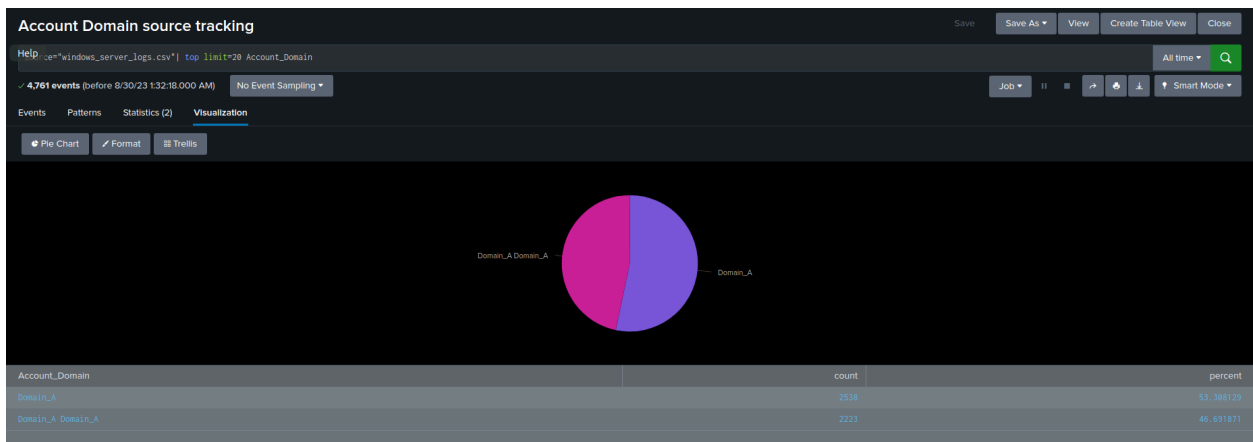 Account Domain source tracking
Save Save As View Create Table View Close
Help
ce="windows_server_logs.csv"| top limit=20 Account_Domain
All time
4,761 events (before 8/30/23 1:32:18.000 AM) No Event Sampling
Job Smart Mode
Events Patterns Statistics (2) Visualization
Pie Chart Format Trellis
Domain_A Domain_A
Domain_A
Account_Domain count percent
Domain_A 2538 53.308129
Domain_A Domain_A 2223 46.691871